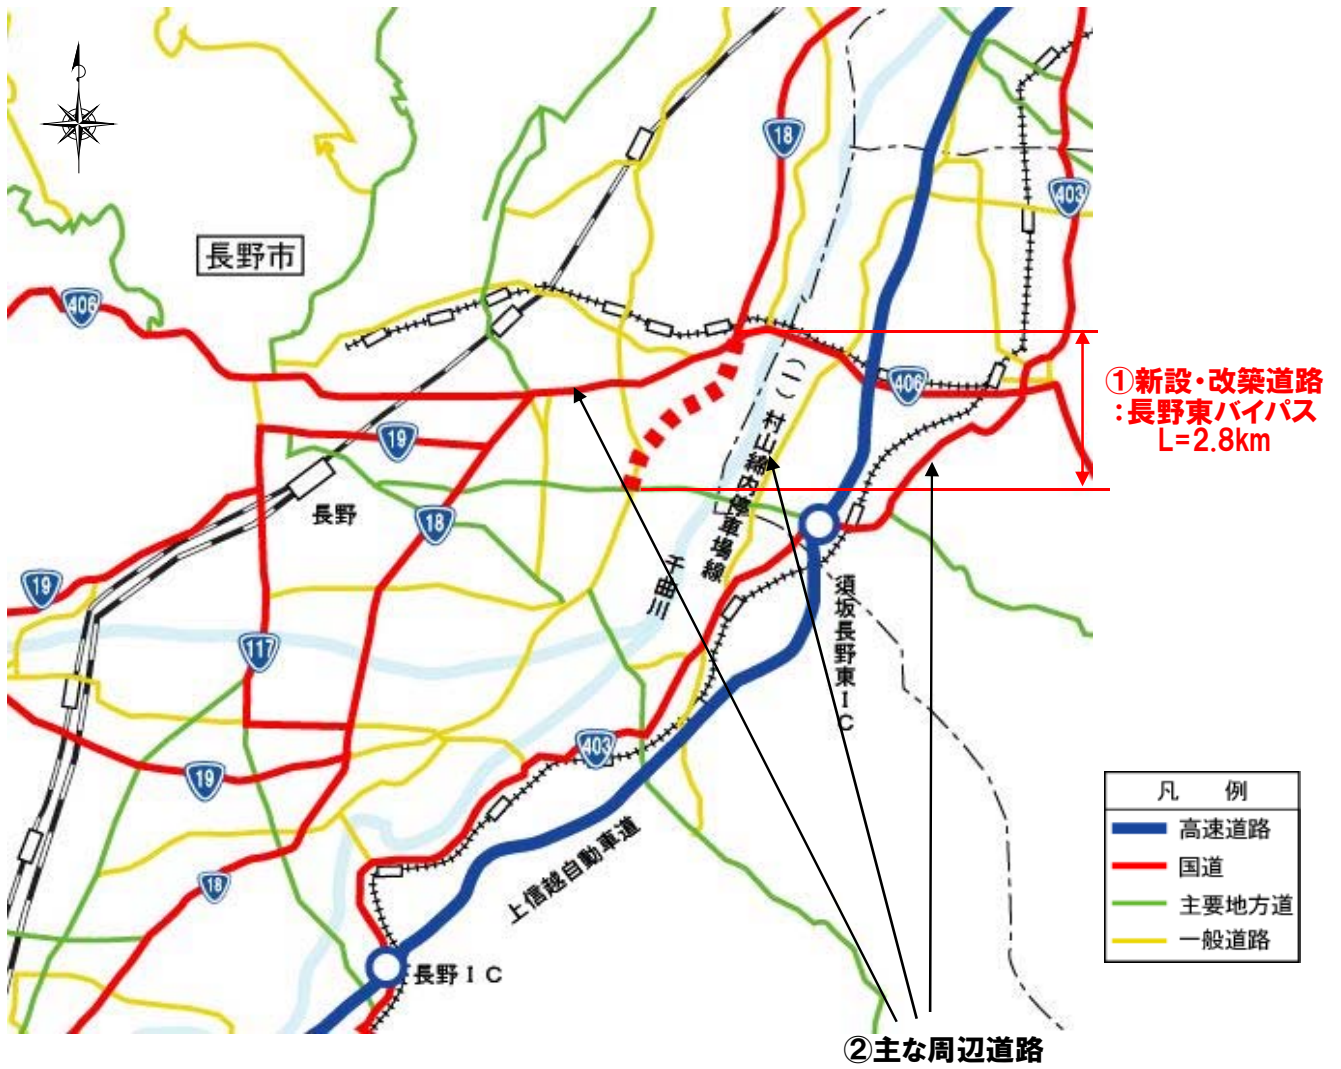 18
403
長野市
406
①新設・改築道路
:長野東バイパス
L=2.8km
406
(一)村山綿内停車場線
19
18
長野
19
千曲川
須坂長野東IC
117
403
19
凡 例
高速道路
国道
主要地方道
一般道路
上信越自動車道
18
長野IC
②主な周辺道路